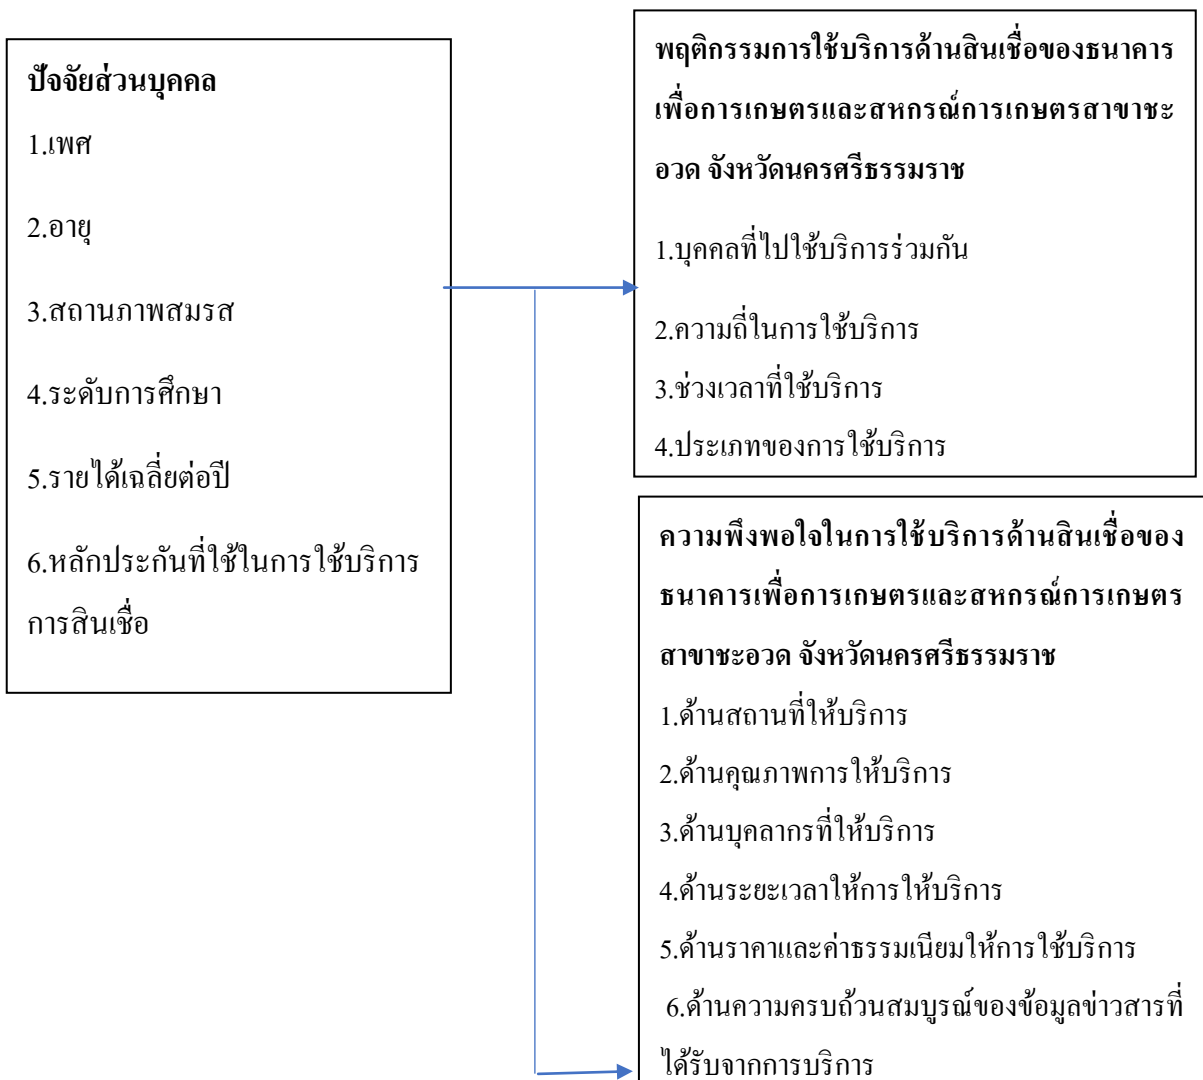 ปัจจัยส่วนบุคคล
1.เพศ
2.อายุ
3.สถานภาพสมรส
4.ระดับการศึกษา
5.รายได้เฉลี่ยต่อปี
6.หลักประกันที่ใช้ในการใช้บริการ
การสินเชื่อ
พฤติกรรมการใช้บริการด้านสินเชื่อของธนาคาร
เพื่อการเกษตรและสหกรณ์การเกษตรสาขาชะ
อวด จังหวัดนครศรีธรรมราช
1.บุคคลที่ไปใช้บริการร่วมกัน
2.ความถี่ในการใช้บริการ
3.ช่วงเวลาที่ใช้บริการ
4.ประเภทของการใช้บริการ
ความพึงพอใจในการใช้บริการด้านสินเชื่อของ
ธนาคารเพื่อการเกษตรและสหกรณ์การเกษตร
สาขาชะอวด จังหวัดนครศรีธรรมราช
1.ด้านสถานที่ให้บริการ
2.ด้านคุณภาพการให้บริการ
3.ด้านบุคลากรที่ให้บริการ
4.ด้านระยะเวลาให้การให้บริการ
5.ด้านราคาและค่าธรรมเนียมให้การใช้บริการ
6.ด้านความครบถ้วนสมบูรณ์ของข้อมูลข่าวสารที่
ได้รับจากการบริการ